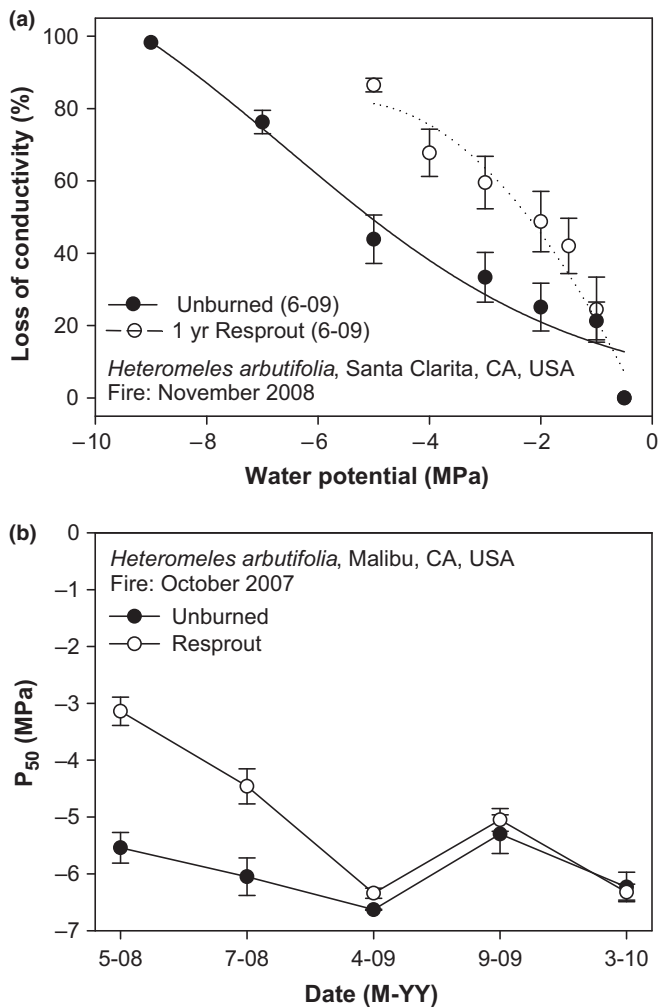 (a)
100
80
60
40
20
0
Loss of conductivity (%)
Unburned (6-09)
1 yr Resprout (6-09)
Heteromeles arbutifolia, Santa Clarita, CA, USA
Fire: November 2008
–10
–8
–6
–4
–2
0
Water potential (MPa)
(b)
0
–1
–2
–3
–4
–5
–6
–7
P50 (MPa)
Heteromeles arbutifolia, Malibu, CA, USA
Fire: October 2007
Unburned
Resprout
5-08
7-08
4-09
9-09
3-10
Date (M-YY)